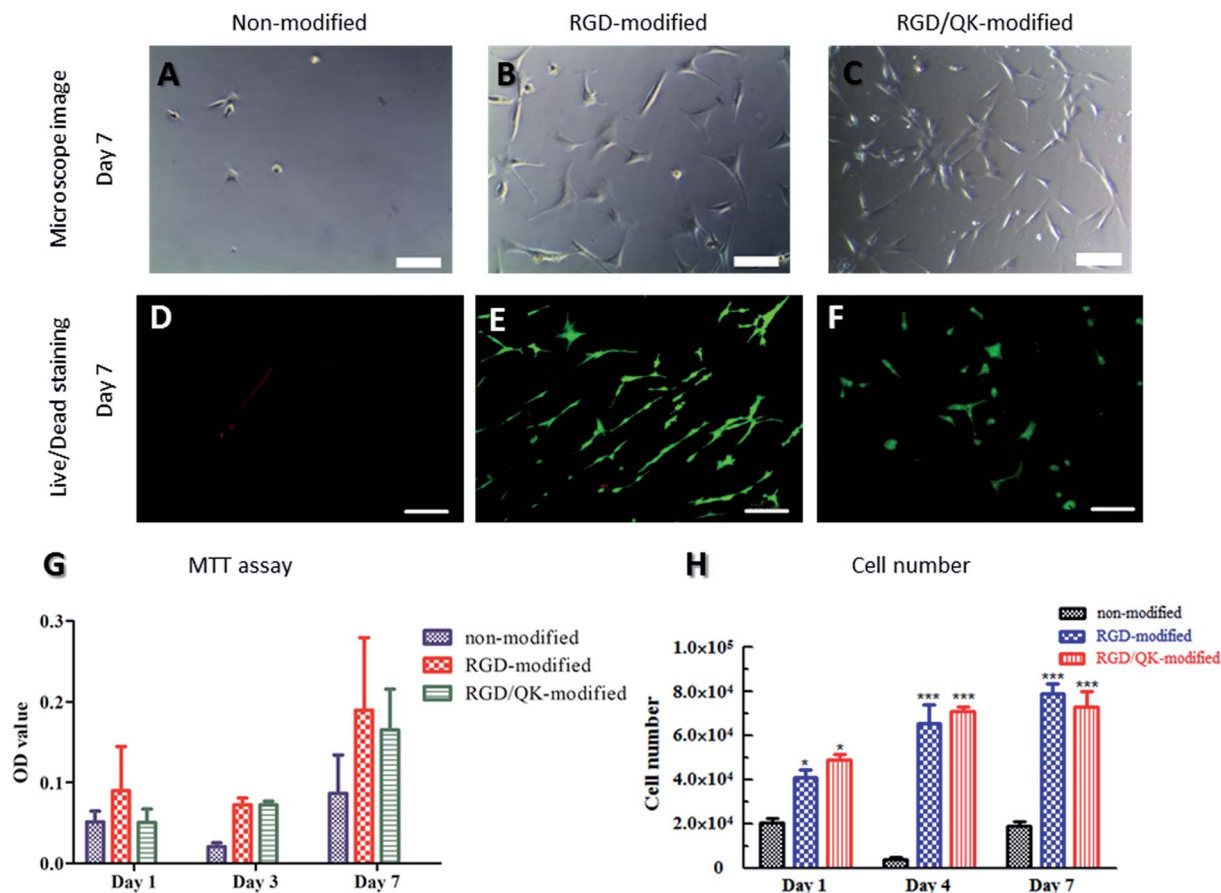 Non-modified
RGD-modified
RGD/QK-modified
Microscope image
Day 7
A
B
C
Live/Dead staining
Day 7
D
E
F
G
MTT assay
OD value
0.3
0.2
0.1
0.0
non-modified
RGD-modified
RGD/QK-modified
Day 1
Day 3
Day 7
H
Cell number
non-modified
RGD-modified
RGD/QK-modified
Cell number
1.0×10⁵
8.0×10⁴
6.0×10⁴
4.0×10⁴
2.0×10⁴
0
* *
*** ***
*** ***
Day 1
Day 4
Day 7